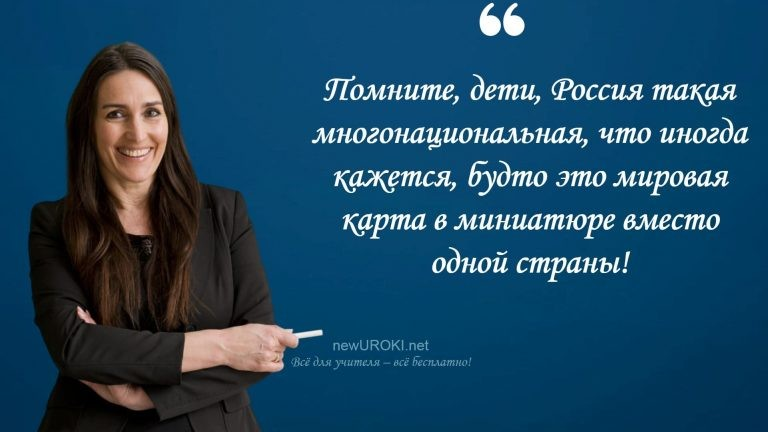 “
Помните, дети, Россия такая
многонациональная, что иногда
кажется, будто это мировая
карта в миниатюре вместо
одной страны!
newUROKI.net
Всё для учителя – всё бесплатно!